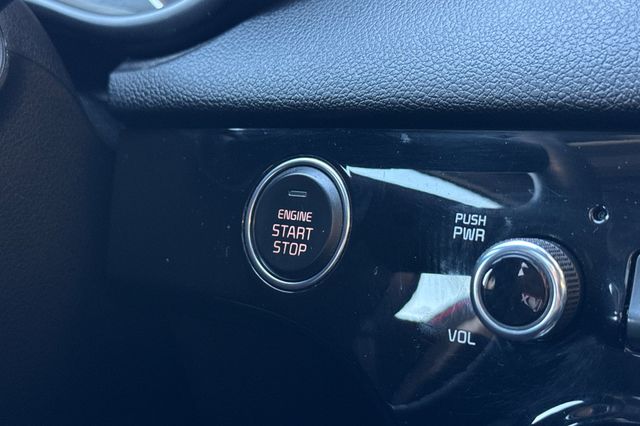 ENGINE
START
STOP
PUSH
PWR
VOL